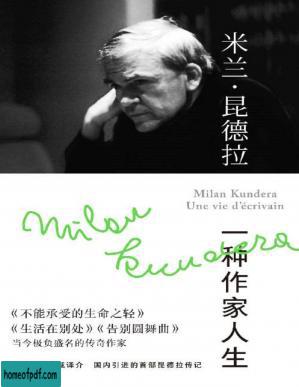 米兰·昆德拉
Milan Kundera
Une vie d'écrivain
一种作家人生
milan
kundera
《不能承受的生命之轻》
《生活在别处》《告别圆舞曲》
当今极负盛名的传奇作家
译介 国内引进的首部昆德拉传记
homeofpdf.com